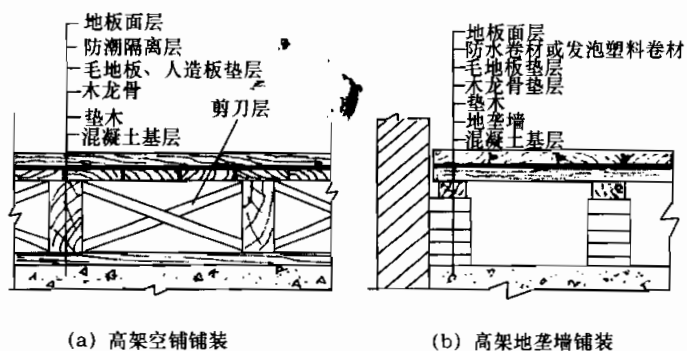 地板面层
防潮隔离层
毛地板、人造板垫层
木龙骨
剪刀层
垫木
混凝土基层
地板面层
防水卷材或发泡塑料卷材
毛地板垫层
木龙骨垫层
垫木
地垄墙
混凝土基层
(a) 高架空铺铺装
(b) 高架地垄墙铺装